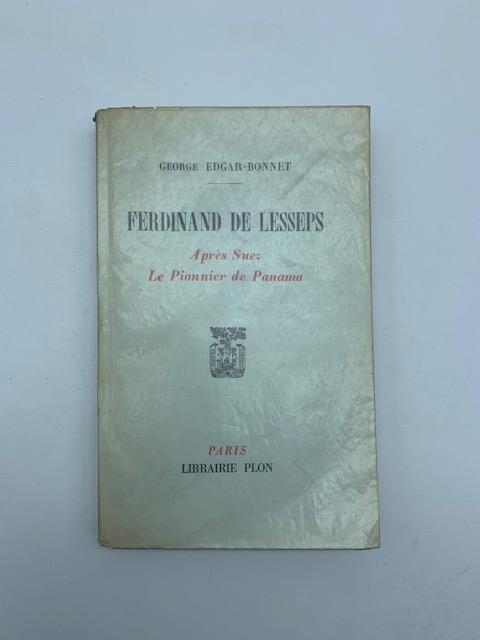 GEORGE EDGAR-BONNET
FERDINAND DE LESSEPS
Après Suez
Le Pionnier de Panama
PARIS
LIBRAIRIE PLON